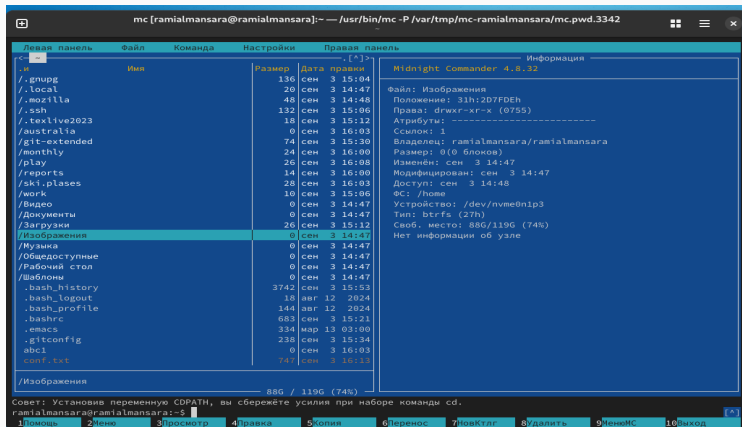 mc [ramialmansara@ramialmansara]:~ — /usr/bin/mc -P /var/tmp/mc-ramialmansara/mc.pwd.3342
Левая панель Файл Команда Настройки Правая панель
<─ ~ .[^]>
.и Имя Размер Дата правки
/.gnupg 136 сен 3 15:04
/.local 20 сен 3 14:47
/.mozilla 48 сен 3 14:48
/.ssh 132 сен 3 15:06
/.texlive2023 18 сен 3 15:12
/australia 0 сен 3 16:03
/git-extended 74 сен 3 15:30
/monthly 24 сен 3 16:00
/play 26 сен 3 16:08
/reports 14 сен 3 16:00
/ski.plases 28 сен 3 16:03
/work 10 сен 3 15:06
/Видео 0 сен 3 14:47
/Документы 0 сен 3 14:47
/Загрузки 26 сен 3 15:12
/Изображения 0 сен 3 14:47
/Музыка 0 сен 3 14:47
/Общедоступные 0 сен 3 14:47
/Рабочий стол 0 сен 3 14:47
/Шаблоны 0 сен 3 14:47
.bash_history 3742 сен 3 15:53
.bash_logout 18 авг 12 2024
.bash_profile 144 авг 12 2024
.bashrc 683 сен 3 15:21
.emacs 334 мар 13 03:00
.gitconfig 238 сен 3 15:34
abc1 0 сен 3 16:03
conf.txt 747 сен 3 16:13
/Изображения
88G / 119G (74%)
Информация
Midnight Commander 4.8.32
Файл: Изображения
Положение: 31h:2D7FDEh
Права: drwxr-xr-x (0755)
Атрибуты: -------------------------
Ссылок: 1
Владелец: ramialmansara/ramialmansara
Размер: 0(0 блоков)
Изменён: сен 3 14:47
Модифицирован: сен 3 14:47
Доступ: сен 3 14:48
ФС: /home
Устройство: /dev/nvme0n1p3
Тип: btrfs (27h)
Своб. место: 88G/119G (74%)
Нет информации об узле
Совет: Установив переменную CDPATH, вы сбережёте усилия при наборе команды cd.
ramialmansara@ramialmansara:~$ [^]
1Помощь 2Меню 3Просмотр 4Правка 5Копия 6Перенос 7НовКтлг 8Удалить 9МенюМС 10Выход